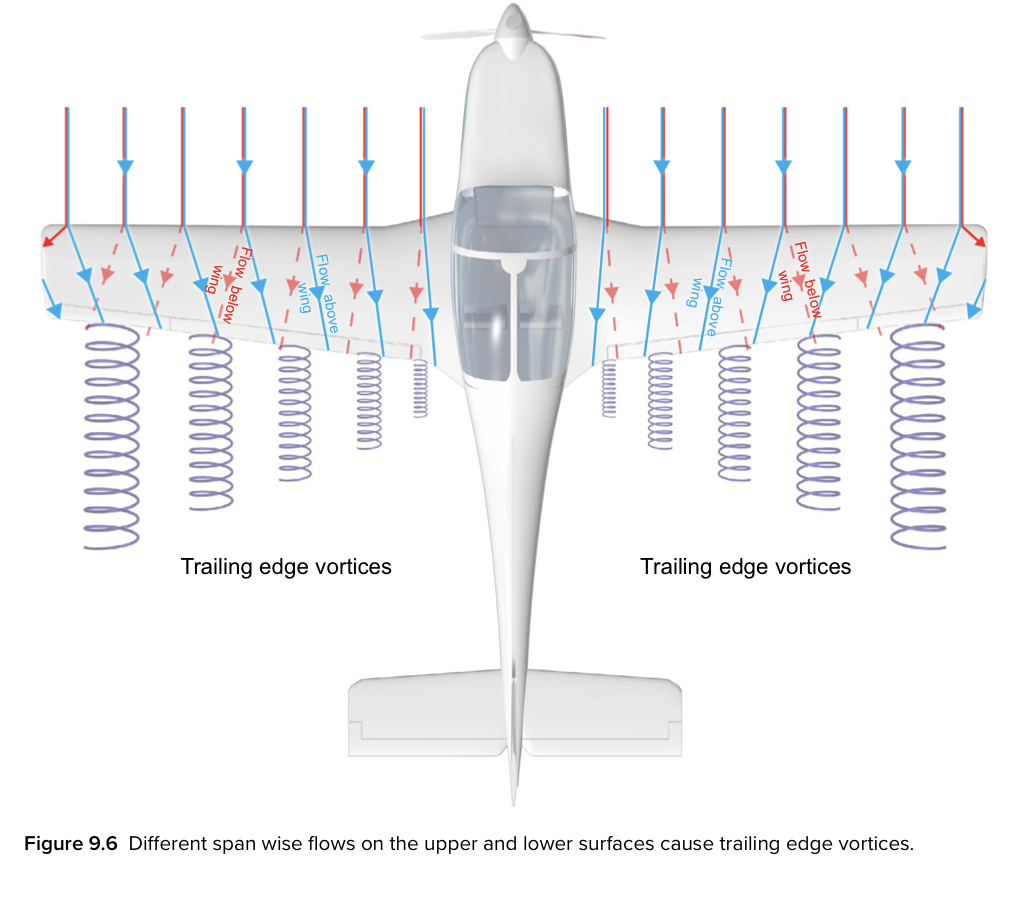 Flow below
wing
Flow above
wing
Flow above
wing
Flow below
wing
Trailing edge vortices
Trailing edge vortices
Figure 9.6 Different span wise flows on the upper and lower surfaces cause trailing edge vortices.